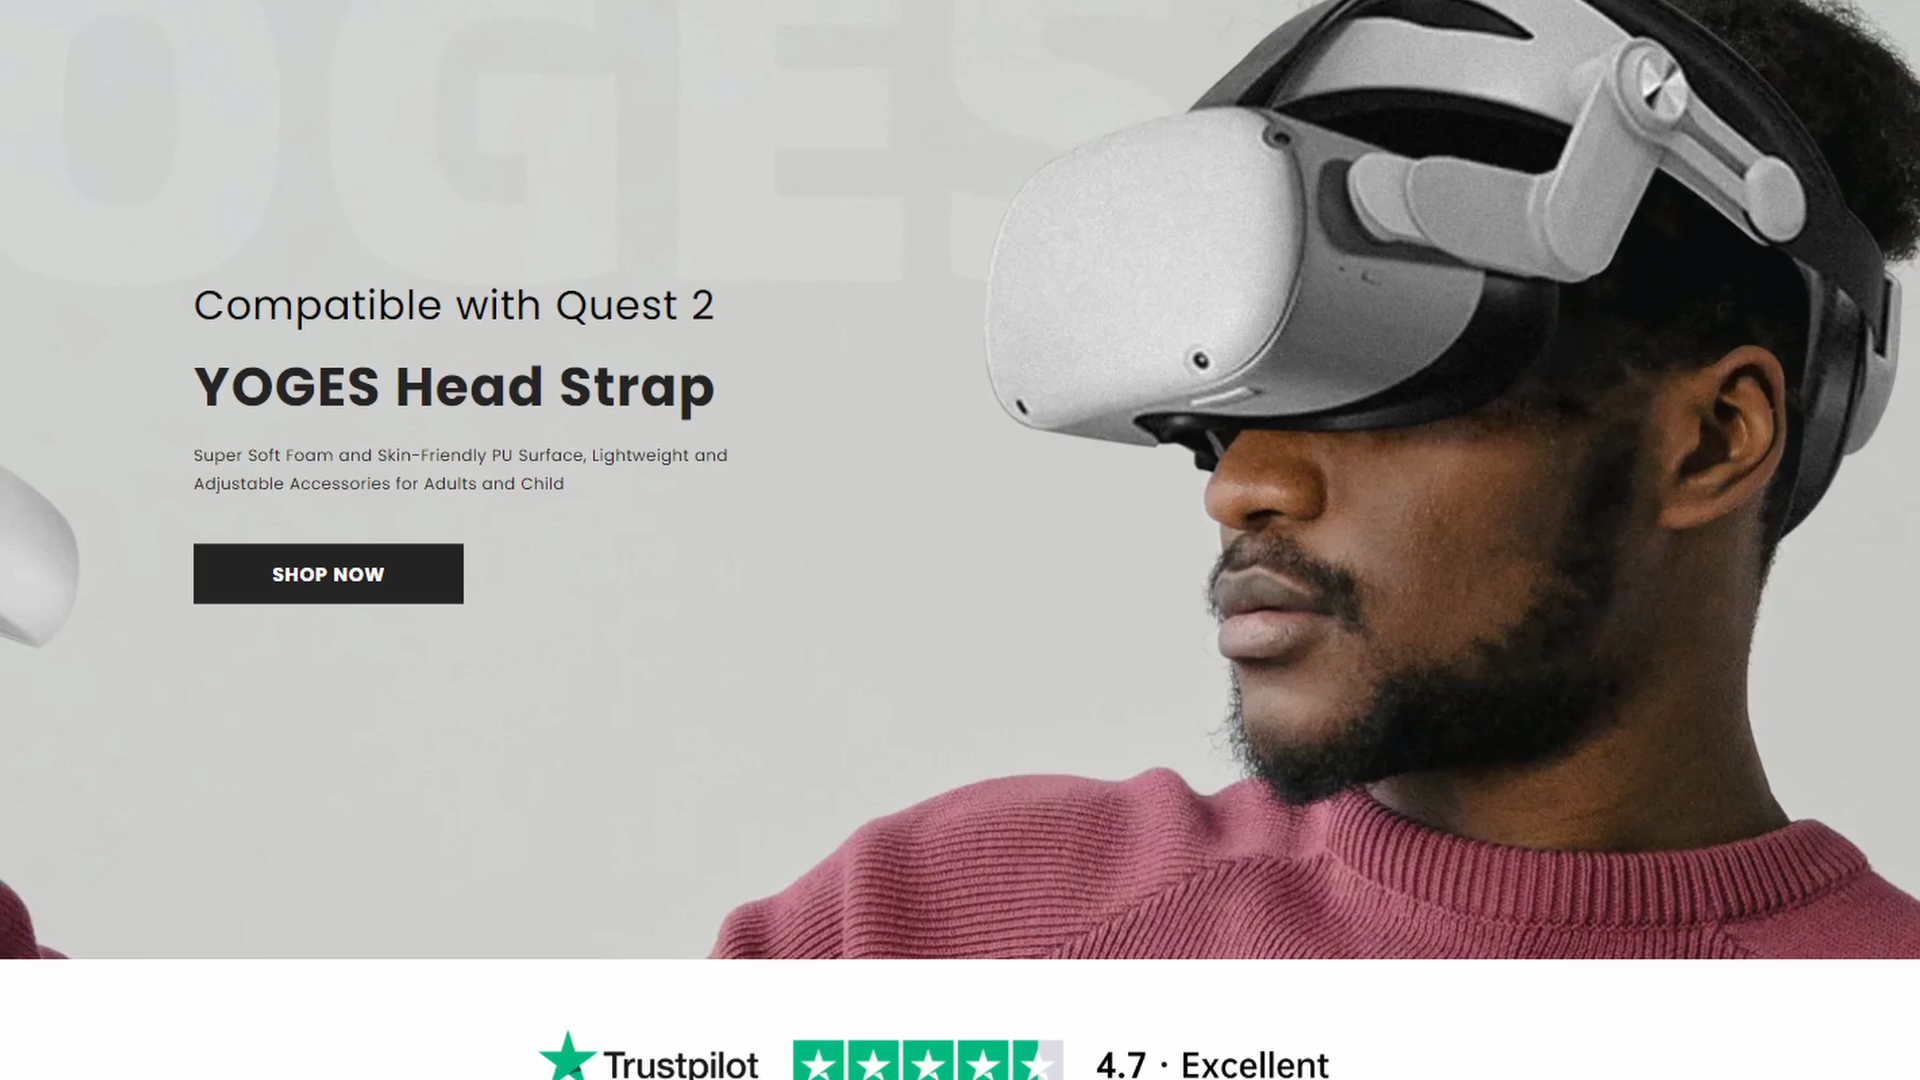 OGES
Compatible with Quest 2
YOGES Head Strap
Super Soft Foam and Skin-Friendly PU Surface, Lightweight and
Adjustable Accessories for Adults and Child
SHOP NOW
Trustpilot
4.7 · Excellent